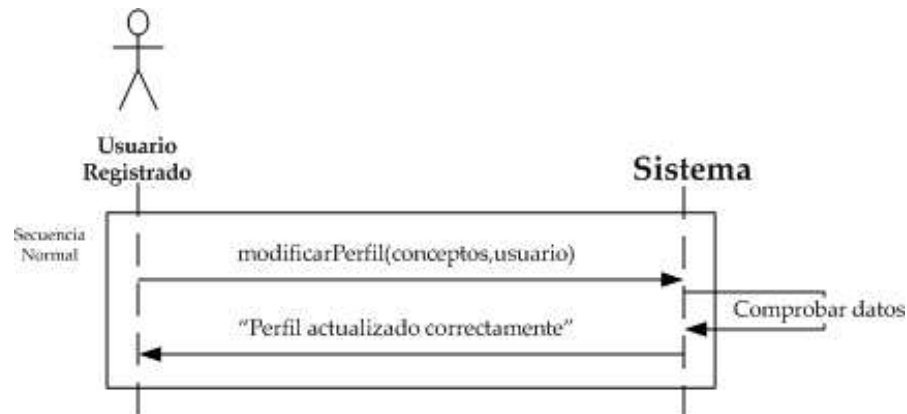 Usuario
Registrado
Sistema
Secuencia
Normal
modificarPerfil(conceptos,usuario)
Comprobar datos
"Perfil actualizado correctamente"